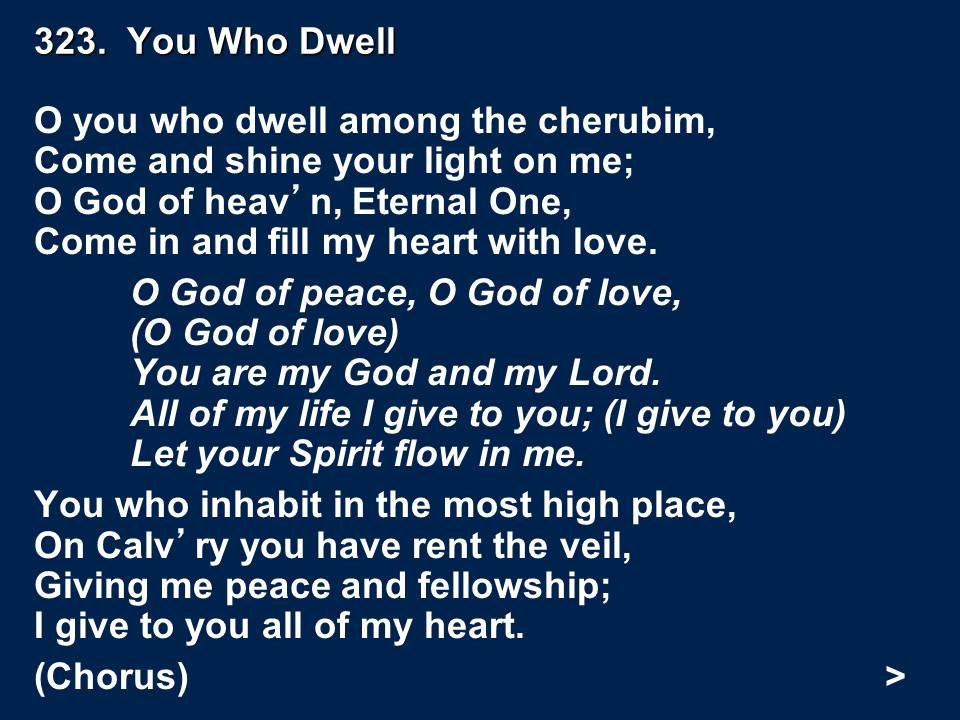 323.  You Who Dwell
O you who dwell among the cherubim,
Come and shine your light on me;
O God of heav’ n, Eternal One,
Come in and fill my heart with love.
O God of peace, O God of love,
(O God of love)
You are my God and my Lord.
All of my life I give to you; (I give to you)
Let your Spirit flow in me.
You who inhabit in the most high place,
On Calv’ ry you have rent the veil,
Giving me peace and fellowship;
I give to you all of my heart.
(Chorus) >